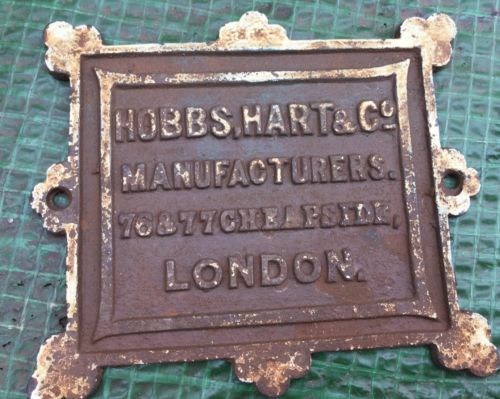 HOBBS, HART & Co
MANUFACTURERS.
76 & 77 CHEAPSIDE,
LONDON.